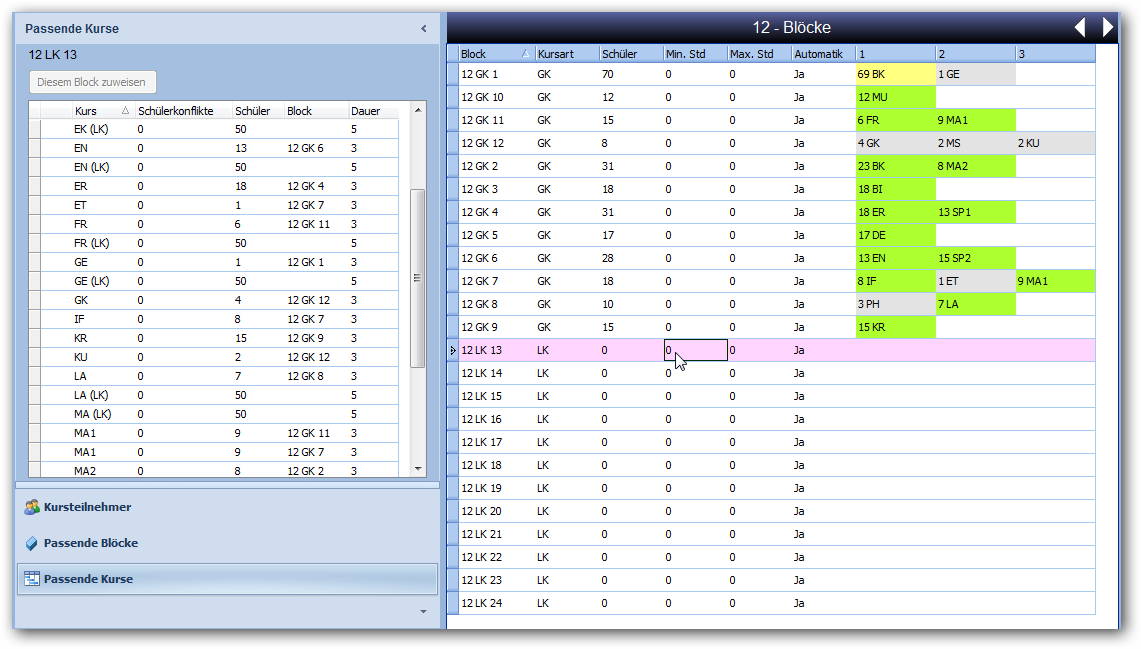 Passende Kurse
12 LK 13
Diesem Block zuweisen
Kurs Schülerkonflikte Schüler Block Dauer
EK (LK) 0 50 5
EN 0 13 12 GK 6 3
EN (LK) 0 50 5
ER 0 18 12 GK 4 3
ET 0 1 12 GK 7 3
FR 0 6 12 GK 11 3
FR (LK) 0 50 5
GE 0 1 12 GK 1 3
GE (LK) 0 50 5
GK 0 4 12 GK 12 3
IF 0 8 12 GK 7 3
KR 0 15 12 GK 9 3
KU 0 2 12 GK 12 3
LA 0 7 12 GK 8 3
LA (LK) 0 50 5
MA (LK) 0 50 5
MA1 0 9 12 GK 11 3
MA1 0 9 12 GK 7 3
MA2 0 8 12 GK 2 3
Kursteilnehmer
Passende Blöcke
Passende Kurse
12 - Blöcke
Block Kursart Schüler Min. Std Max. Std Automatik 1 2 3
12 GK 1 GK 70 0 0 Ja 69 BK 1 GE
12 GK 10 GK 12 0 0 Ja 12 MU
12 GK 11 GK 15 0 0 Ja 6 FR 9 MA1
12 GK 12 GK 8 0 0 Ja 4 GK 2 MS 2 KU
12 GK 2 GK 31 0 0 Ja 23 BK 8 MA2
12 GK 3 GK 18 0 0 Ja 18 BI
12 GK 4 GK 31 0 0 Ja 18 ER 13 SP1
12 GK 5 GK 17 0 0 Ja 17 DE
12 GK 6 GK 28 0 0 Ja 13 EN 15 SP2
12 GK 7 GK 18 0 0 Ja 8 IF 1 ET 9 MA1
12 GK 8 GK 10 0 0 Ja 3 PH 7 LA
12 GK 9 GK 15 0 0 Ja 15 KR
12 LK 13 LK 0 0 0 Ja
12 LK 14 LK 0 0 0 Ja
12 LK 15 LK 0 0 0 Ja
12 LK 16 LK 0 0 0 Ja
12 LK 17 LK 0 0 0 Ja
12 LK 18 LK 0 0 0 Ja
12 LK 19 LK 0 0 0 Ja
12 LK 20 LK 0 0 0 Ja
12 LK 21 LK 0 0 0 Ja
12 LK 22 LK 0 0 0 Ja
12 LK 23 LK 0 0 0 Ja
12 LK 24 LK 0 0 0 Ja